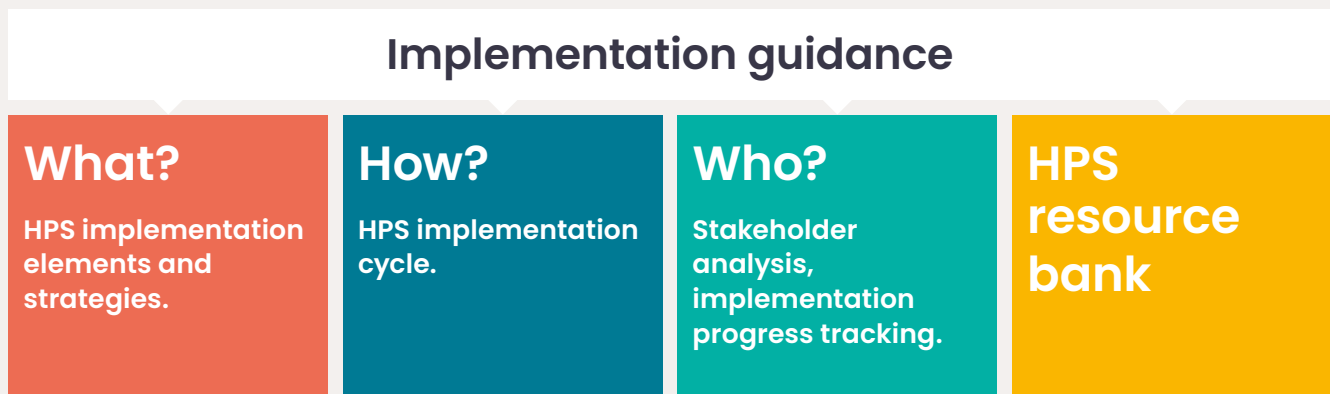 Implementation guidance
What?
HPS implementation
elements and
strategies.
How?
HPS implementation
cycle.
Who?
Stakeholder
analysis,
implementation
progress tracking.
HPS
resource
bank